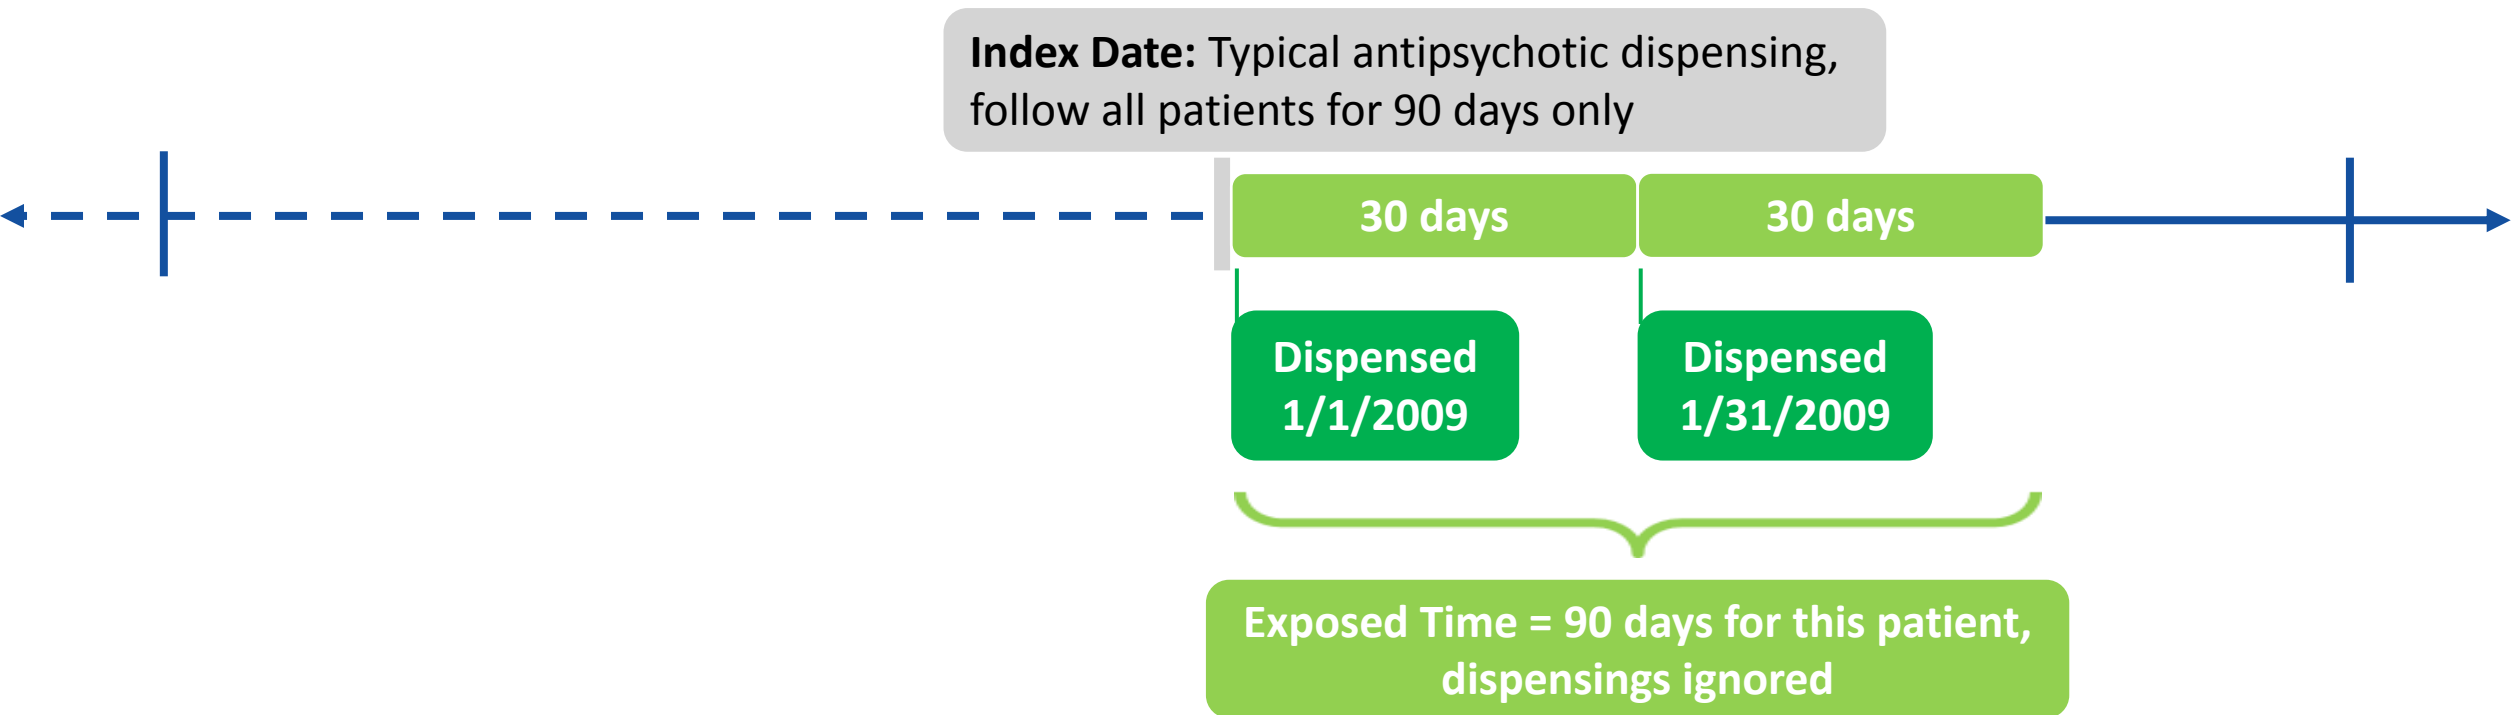 Index Date: Typical antipsychotic dispensing,
follow all patients for 90 days only
30 days
30 days
Dispensed
1/1/2009
Dispensed
1/31/2009
Exposed Time = 90 days for this patient,
dispensings ignored